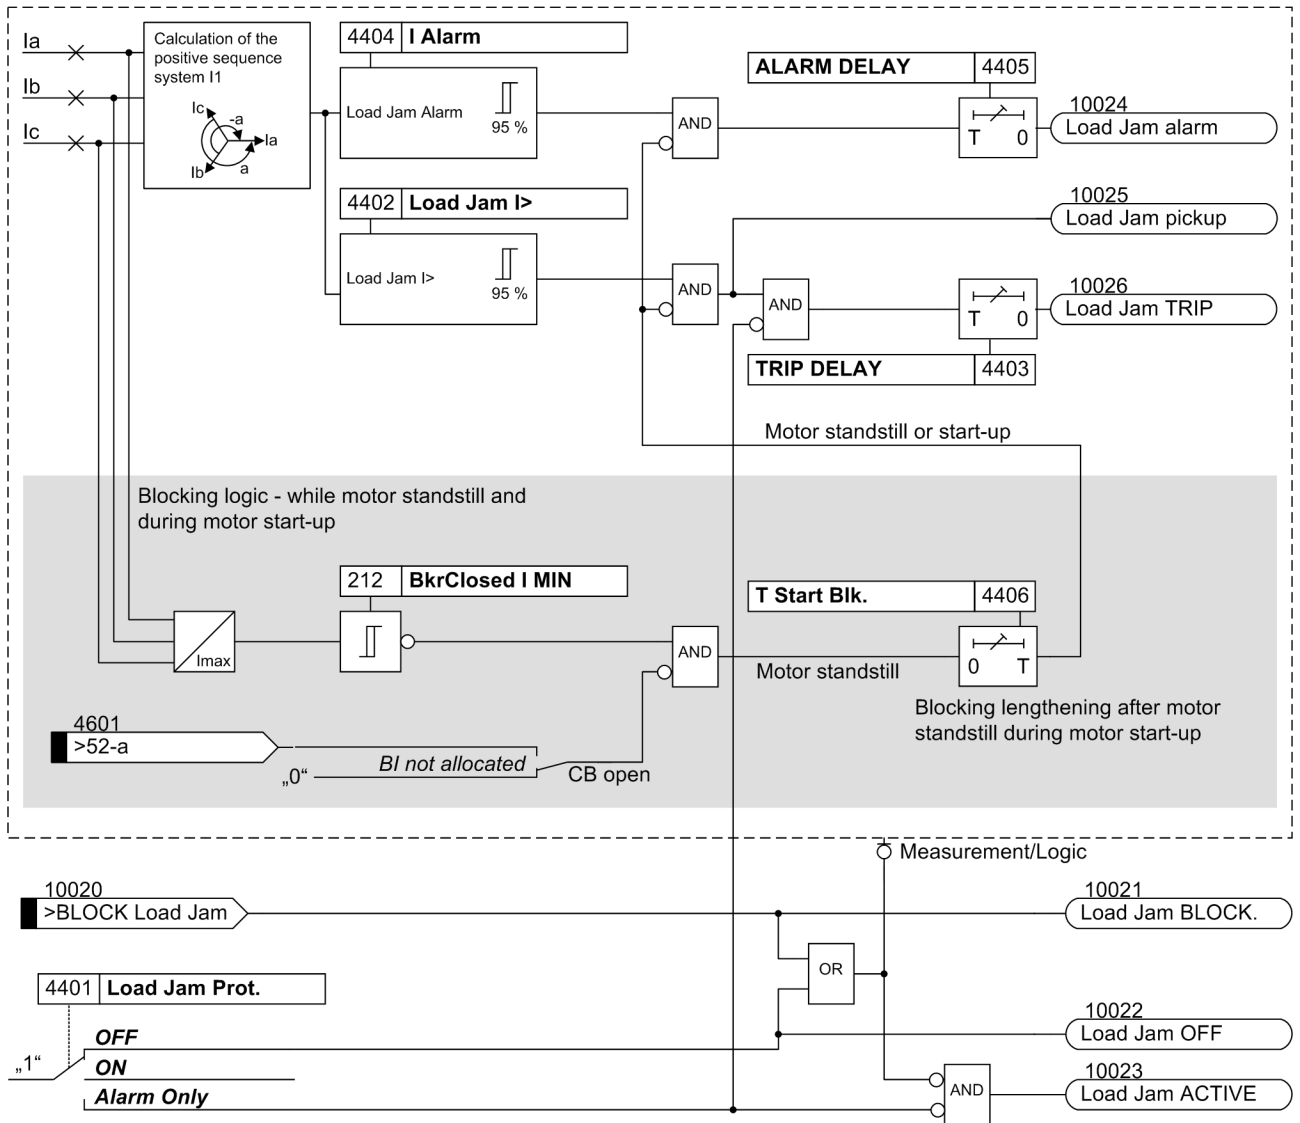 Ia
Ib
Ic
Calculation of the
positive sequence
system I1
Ic
-a
Ia
Ib
a
4404 I Alarm
Load Jam Alarm
95 %
4402 Load Jam I>
Load Jam I>
95 %
AND
AND
AND
ALARM DELAY 4405
T 0
10024
Load Jam alarm
10025
Load Jam pickup
T 0
10026
Load Jam TRIP
TRIP DELAY 4403
Motor standstill or start-up
Blocking logic - while motor standstill and
during motor start-up
212 BkrClosed I MIN
Imax
AND
Motor standstill
T Start Blk. 4406
0 T
Blocking lengthening after motor
standstill during motor start-up
4601
>52-a
BI not allocated
„0“
CB open
Measurement/Logic
10020
>BLOCK Load Jam
10021
Load Jam BLOCK.
OR
4401 Load Jam Prot.
„1“
OFF
ON
Alarm Only
10022
Load Jam OFF
AND
10023
Load Jam ACTIVE